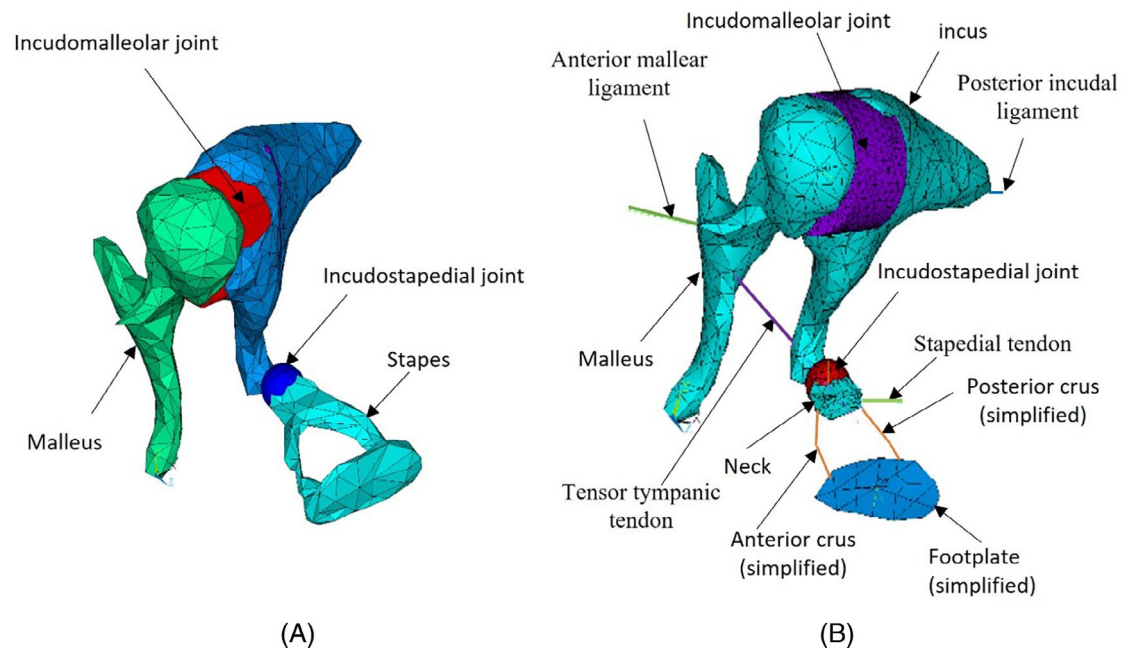 Incudomalleolar joint
Incudostapedial joint
Stapes
Malleus
(A)
Incudomalleolar joint
incus
Anterior mallear
ligament
Posterior incudal
ligament
Incudostapedial joint
Malleus
Stapedial tendon
Posterior crus
(simplified)
Neck
Tensor tympanic
tendon
Anterior crus
(simplified)
Footplate
(simplified)
(B)